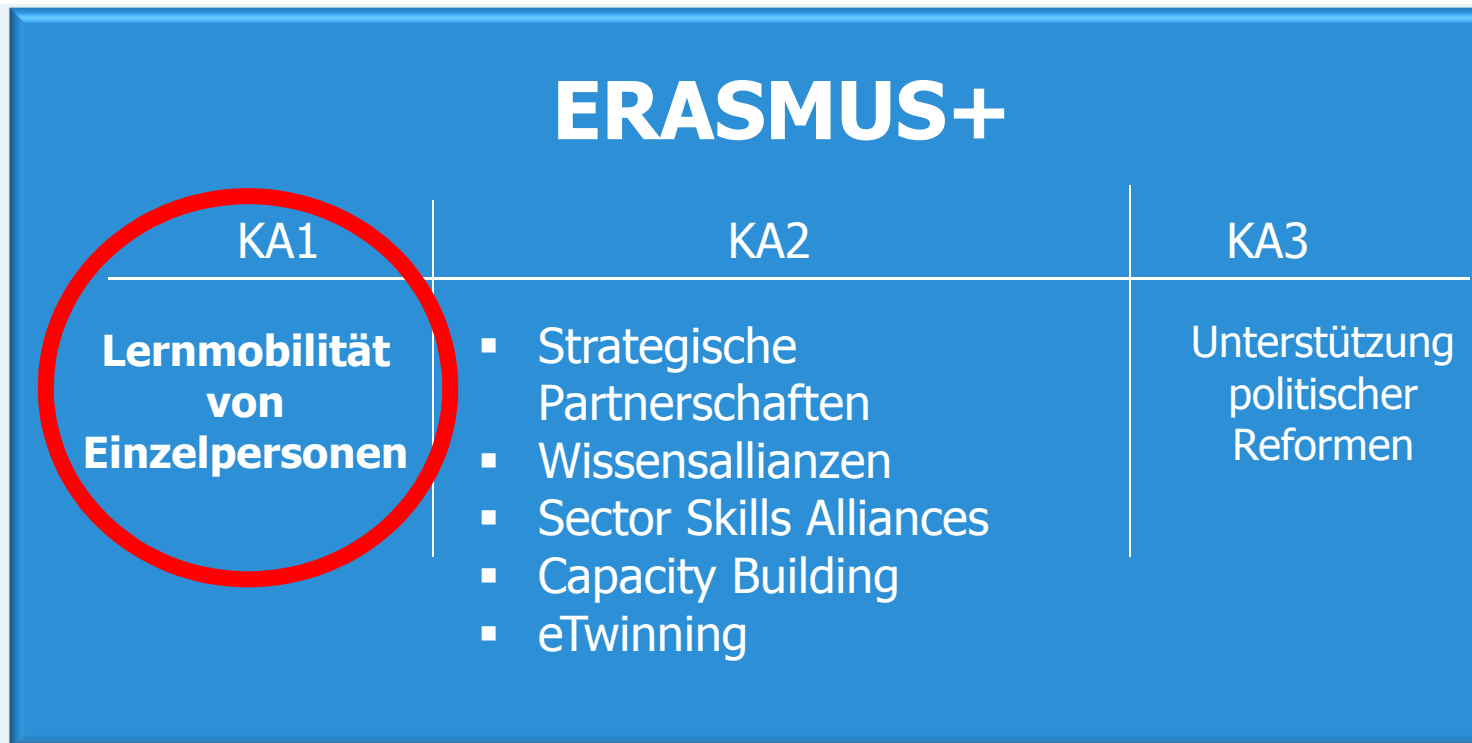 ERASMUS+
KA1
KA2
KA3
Lernmobilität
von
Einzelpersonen
▪ Strategische
Partnerschaften
▪ Wissensallianzen
▪ Sector Skills Alliances
▪ Capacity Building
▪ eTwinning
Unterstützung
politischer
Reformen